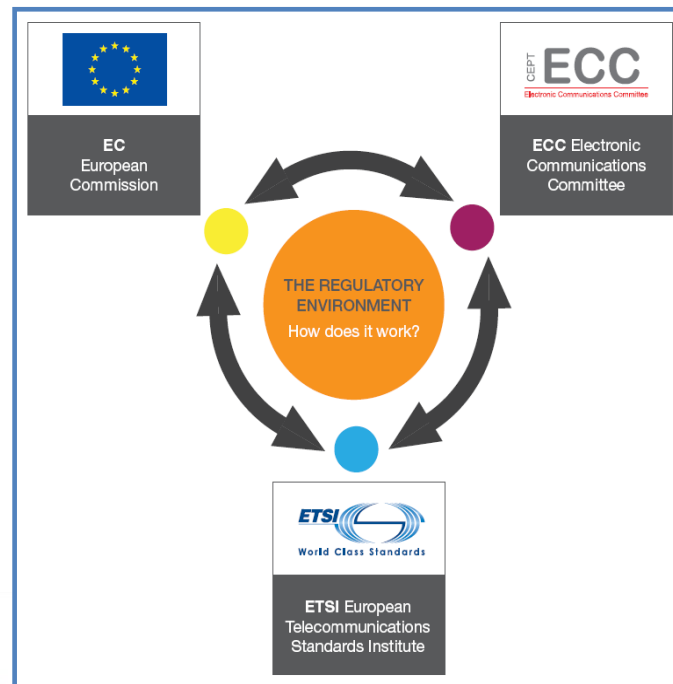 CEPT
ECC
Electronic Communications Committee
EC
European
Commission
ECC Electronic
Communications
Committee
THE REGULATORY
ENVIRONMENT
How does it work?
ETSI
World Class Standards
ETSI European
Telecommunications
Standards Institute